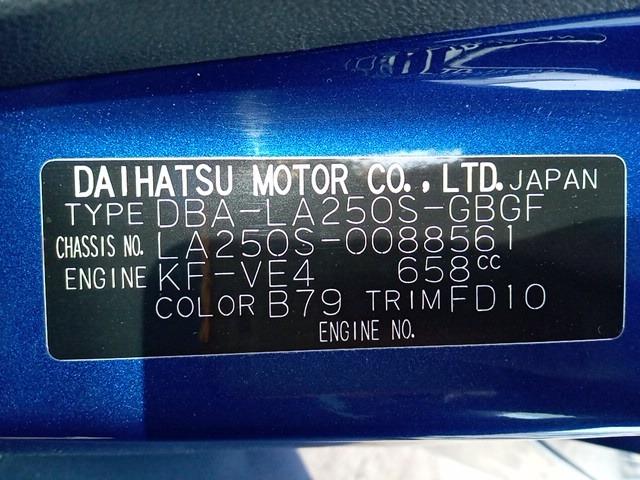 DAIHATSU MOTOR CO., LTD. JAPAN
TYPE DBA-LA250S-GBGF
CHASSIS NO. LA250S-0088561
ENGINE KF-VE4 658cc
COLOR B79 TRIM FD10
ENGINE NO.